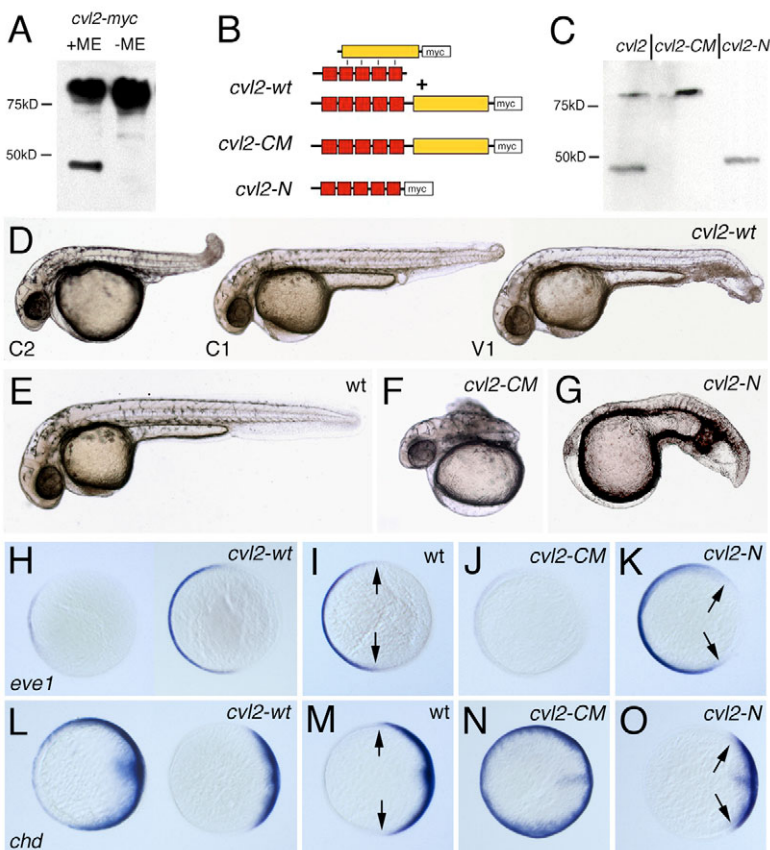 A
cvl2-myc
+ME -ME
75kD
50kD
B
myc
cvl2-wt
+
myc
cvl2-CM
myc
cvl2-N
myc
C
cvl2 cvl2-CM cvl2-N
75kD
50kD
D
cvl2-wt
C2
C1
V1
E
wt
F
cvl2-CM
G
cvl2-N
H
cvl2-wt
eve1
I
wt
J
cvl2-CM
K
cvl2-N
L
cvl2-wt
chd
M
wt
N
cvl2-CM
O
cvl2-N